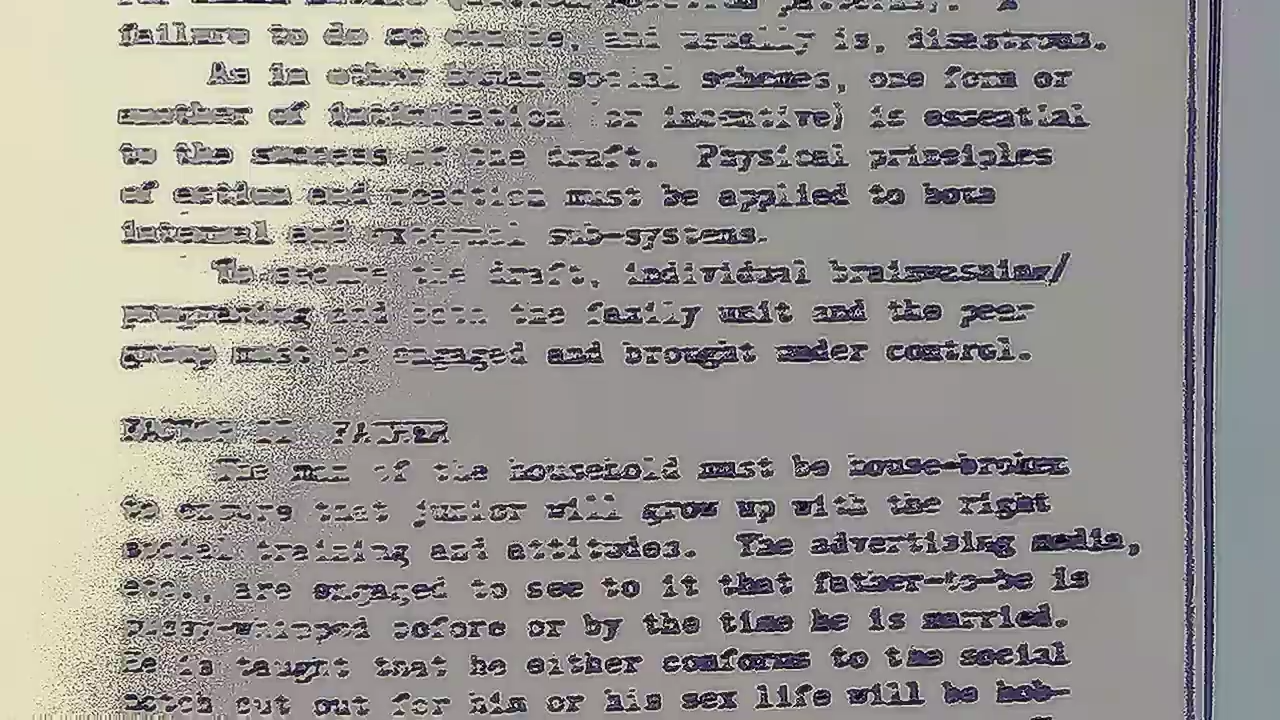 failure to do so can be, and usually is, disastrous.
As in other human social schemes, one form or
another of intimidation (or incentive) is essential
to the success of the draft. Physical principles
of action and reaction must be applied to both
internal and external sub-systems.
To secure the draft, individual brainwashing/
programming and both the family unit and the peer
group must be engaged and brought under control.
FACTOR II - FATHER
The man of the household must be house-broken
to ensure that junior will grow up with the right
social training and attitudes. The advertising media,
etc., are engaged to see to it that father-to-be is
pussy-whipped before or by the time he is married.
He is taught that he either conforms to the social
notch cut out for him or his sex life will be hob-